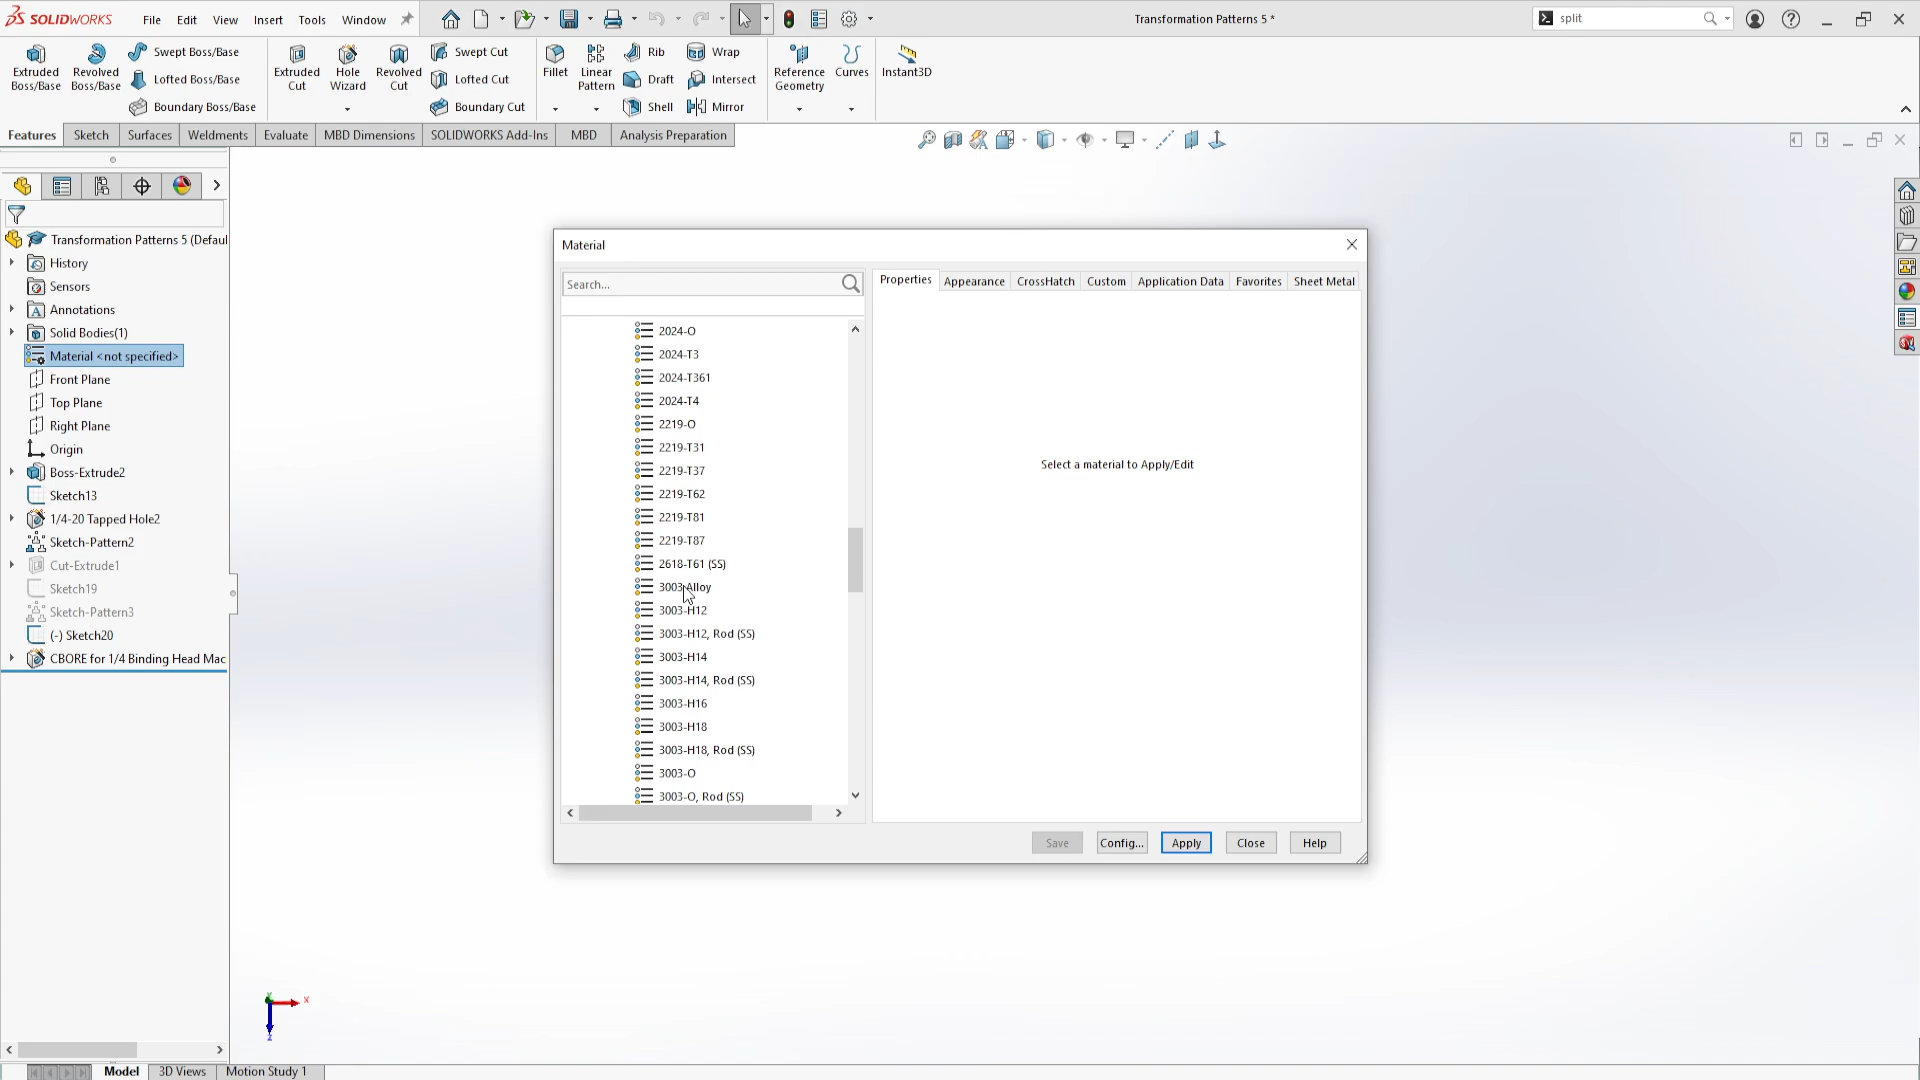 SOLIDWORKS File Edit View Insert Tools Window Transformation Patterns 5 * split
Extruded Boss/Base
Revolved Boss/Base
Swept Boss/Base
Lofted Boss/Base
Boundary Boss/Base
Extruded Cut
Hole Wizard
Revolved Cut
Swept Cut
Lofted Cut
Boundary Cut
Fillet
Linear Pattern
Rib
Draft
Shell
Wrap
Intersect
Mirror
Reference Geometry
Curves
Instant3D
Features Sketch Surfaces Weldments Evaluate MBD Dimensions SOLIDWORKS Add-Ins MBD Analysis Preparation
Transformation Patterns 5 (Defaul
History
Sensors
Annotations
Solid Bodies(1)
Material <not specified>
Front Plane
Top Plane
Right Plane
Origin
Boss-Extrude2
Sketch13
1/4-20 Tapped Hole2
Sketch-Pattern2
Cut-Extrude1
Sketch19
Sketch-Pattern3
(-) Sketch20
CBORE for 1/4 Binding Head Mac
Material
Search...
2024-O
2024-T3
2024-T361
2024-T4
2219-O
2219-T31
2219-T37
2219-T62
2219-T81
2219-T87
2618-T61 (SS)
3003 Alloy
3003-H12
3003-H12, Rod (SS)
3003-H14
3003-H14, Rod (SS)
3003-H16
3003-H18
3003-H18, Rod (SS)
3003-O
3003-O, Rod (SS)
Properties Appearance CrossHatch Custom Application Data Favorites Sheet Metal
Select a material to Apply/Edit
Save Config... Apply Close Help
Y
X
Z
Model 3D Views Motion Study 1